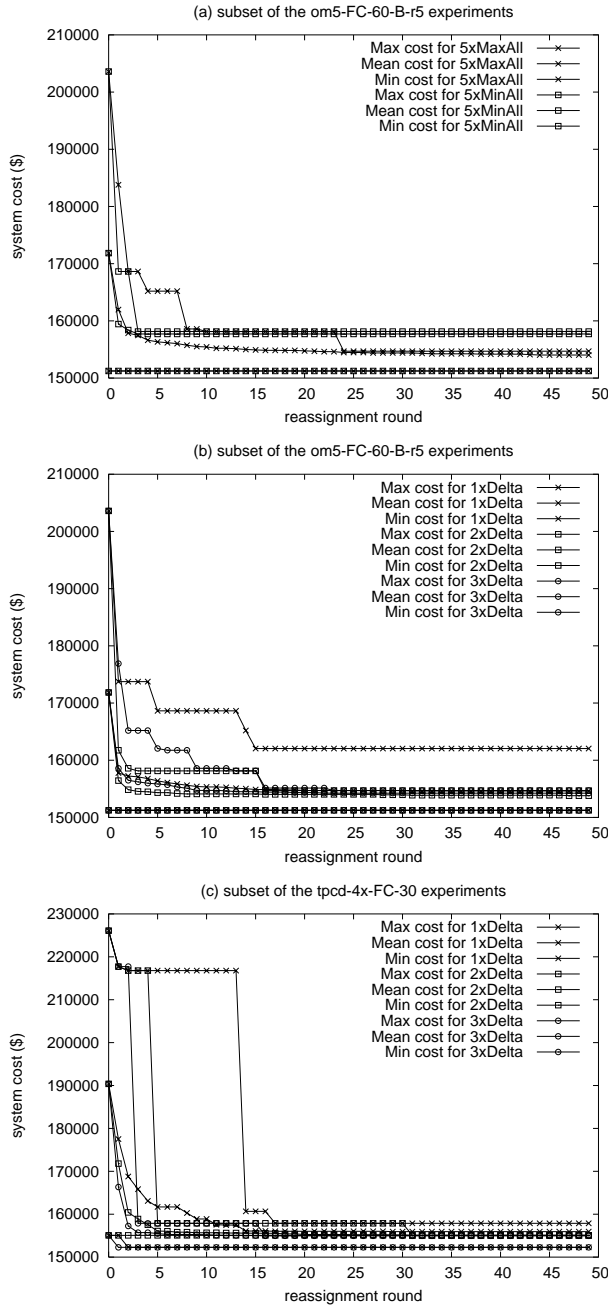 (a) subset of the om5-FC-60-B-r5 experiments
210000
200000
190000
180000
170000
160000
150000
system cost ($)
Max cost for 5xMaxAll
Mean cost for 5xMaxAll
Min cost for 5xMaxAll
Max cost for 5xMinAll
Mean cost for 5xMinAll
Min cost for 5xMinAll
0 5 10 15 20 25 30 35 40 45 50
reassignment round
(b) subset of the om5-FC-60-B-r5 experiments
210000
200000
190000
180000
170000
160000
150000
system cost ($)
Max cost for 1xDelta
Mean cost for 1xDelta
Min cost for 1xDelta
Max cost for 2xDelta
Mean cost for 2xDelta
Min cost for 2xDelta
Max cost for 3xDelta
Mean cost for 3xDelta
Min cost for 3xDelta
0 5 10 15 20 25 30 35 40 45 50
reassignment round
(c) subset of the tpcd-4x-FC-30 experiments
230000
220000
210000
200000
190000
180000
170000
160000
150000
system cost ($)
Max cost for 1xDelta
Mean cost for 1xDelta
Min cost for 1xDelta
Max cost for 2xDelta
Mean cost for 2xDelta
Min cost for 2xDelta
Max cost for 3xDelta
Mean cost for 3xDelta
Min cost for 3xDelta
0 5 10 15 20 25 30 35 40 45 50
reassignment round